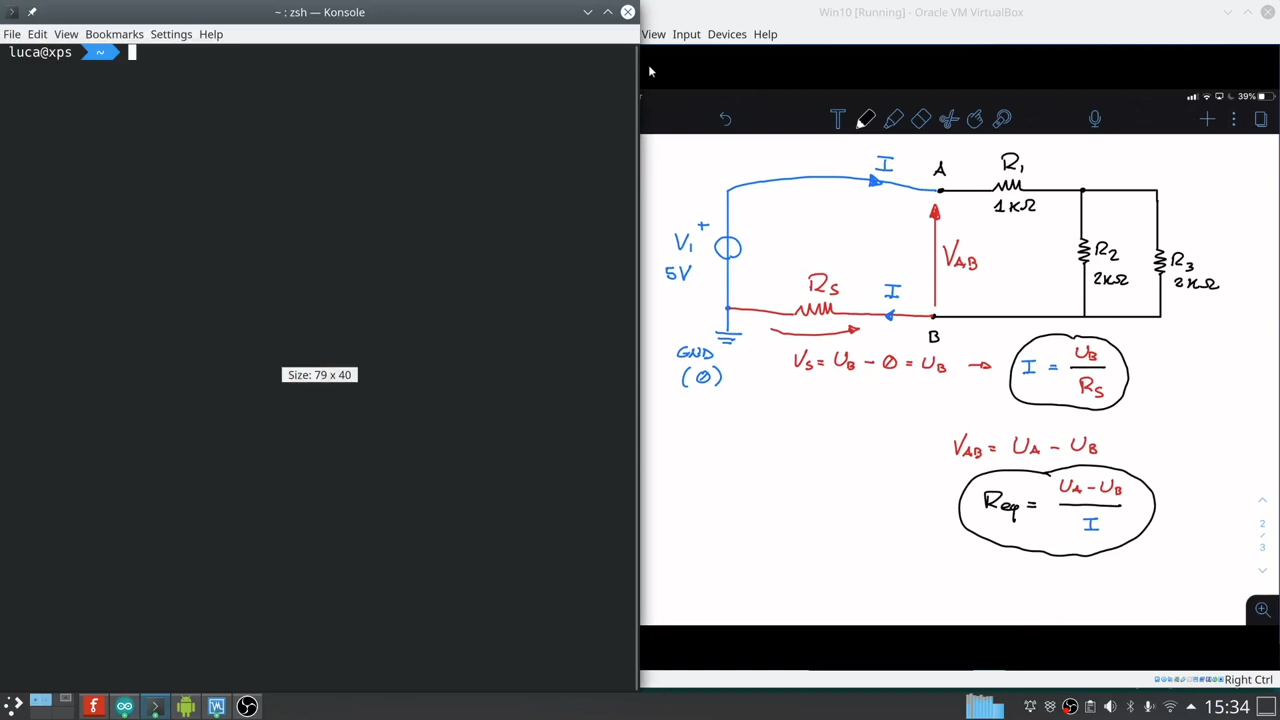 ~ : zsh — Konsole
File Edit View Bookmarks Settings Help
luca@xps ~
Size: 79 x 40
Win10 [Running] - Oracle VM VirtualBox
View Input Devices Help
39%
I
A
R1
1KΩ
V1 +
5V
VAB
R2
2KΩ
R3
2KΩ
RS
I
B
GND
(0)
VS = UB - 0 = UB → I = UB / RS
VAB = UA - UB
Req = UA - UB / I
2
/
3
Right Ctrl
15:34